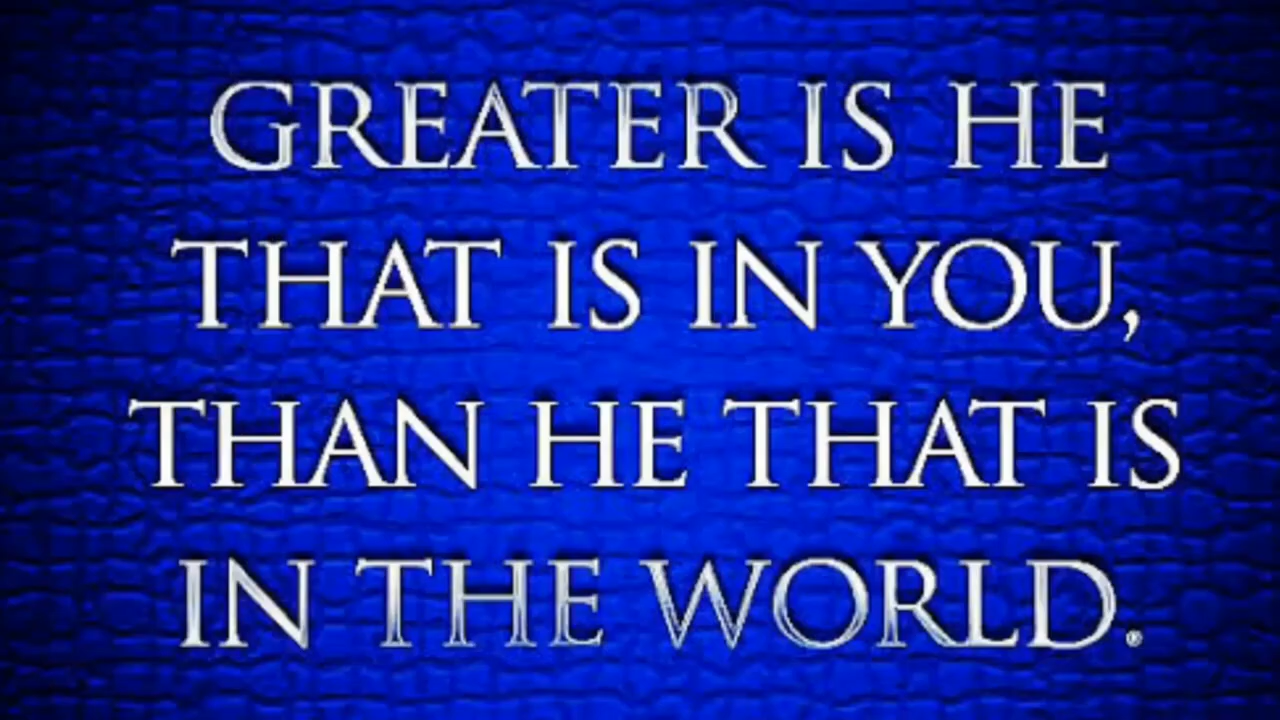 GREATER IS HE
THAT IS IN YOU,
THAN HE THAT IS
IN THE WORLD.®